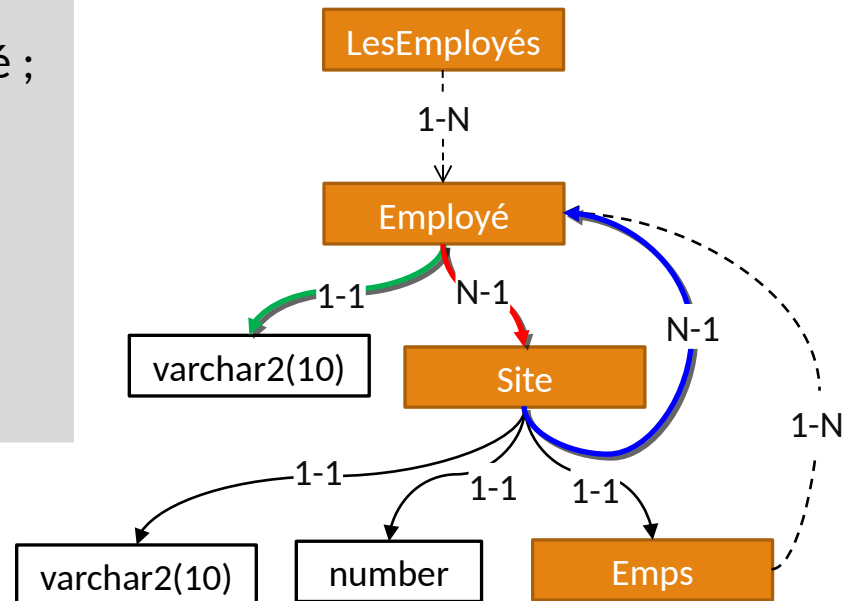 LesEmployés
é ;
1-N
Employé
1-1
N-1
N-1
varchar2(10)
Site
1-N
1-1
1-1
1-1
varchar2(10)
number
Emps